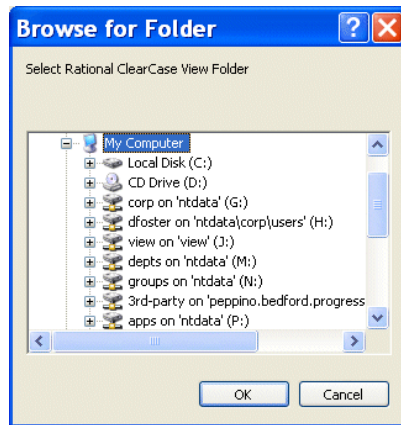 Browse for Folder
Select Rational ClearCase View Folder
My Computer
Local Disk (C:)
CD Drive (D:)
corp on 'ntdata' (G:)
dfoster on 'ntdata\corp\users' (H:)
view on 'view' (J:)
depts on 'ntdata' (M:)
groups on 'ntdata' (N:)
3rd-party on 'peppino.bedford.progress
apps on 'ntdata' (P:)
OK Cancel